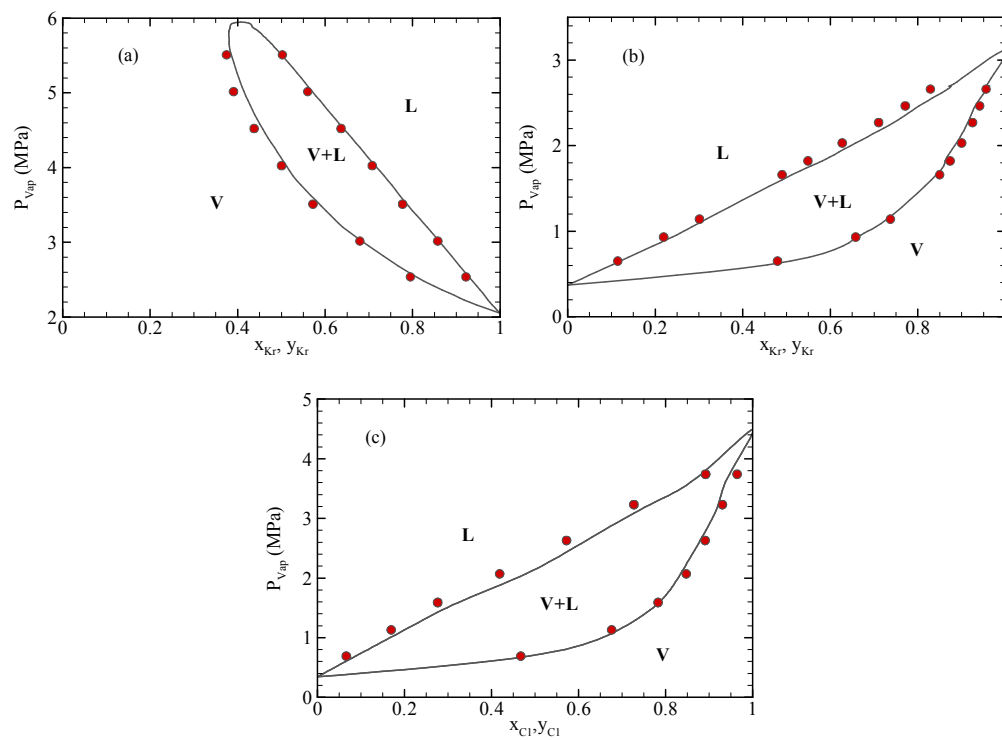 (a)
L
V+L
V
P_Vap (MPa)
6
5
4
3
2
0 0.2 0.4 0.6 0.8 1
x_Kr, y_Kr
(b)
L
V+L
V
P_Vap (MPa)
3
2
1
0
0 0.2 0.4 0.6 0.8
x_Kr, y_Kr
(c)
L
V+L
V
P_Vap (MPa)
5
4
3
2
1
0
0 0.2 0.4 0.6 0.8 1
x_C1,y_C1